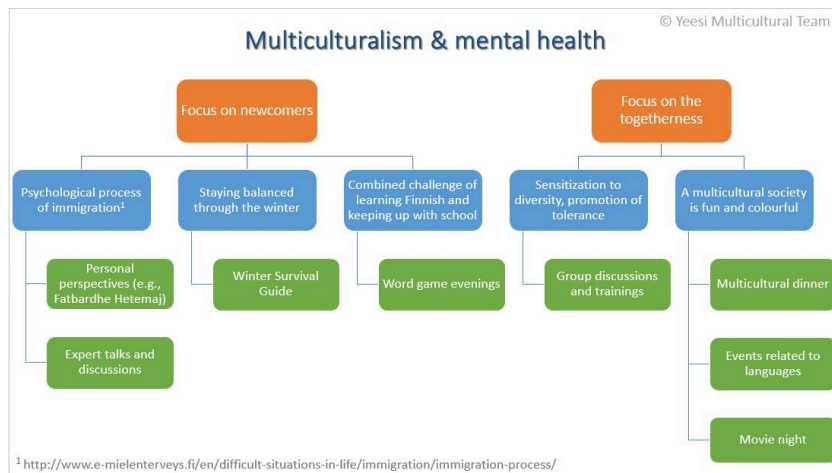 © Yeesi Multicultural Team
Multiculturalism & mental health
Focus on newcomers
Focus on the
togetherness
Psychological process
of immigration¹
Staying balanced
through the winter
Combined challenge of
learning Finnish and
keeping up with school
Sensitization to
diversity, promotion of
tolerance
A multicultural society
is fun and colourful
Personal
perspectives (e.g.,
Fatbardhe Hetemaj)
Winter Survival
Guide
Word game evenings
Group discussions
and trainings
Multicultural dinner
Expert talks and
discussions
Events related to
languages
Movie night
¹ http://www.e-mielenterveys.fi/en/difficult-situations-in-life/immigration/immigration-process/